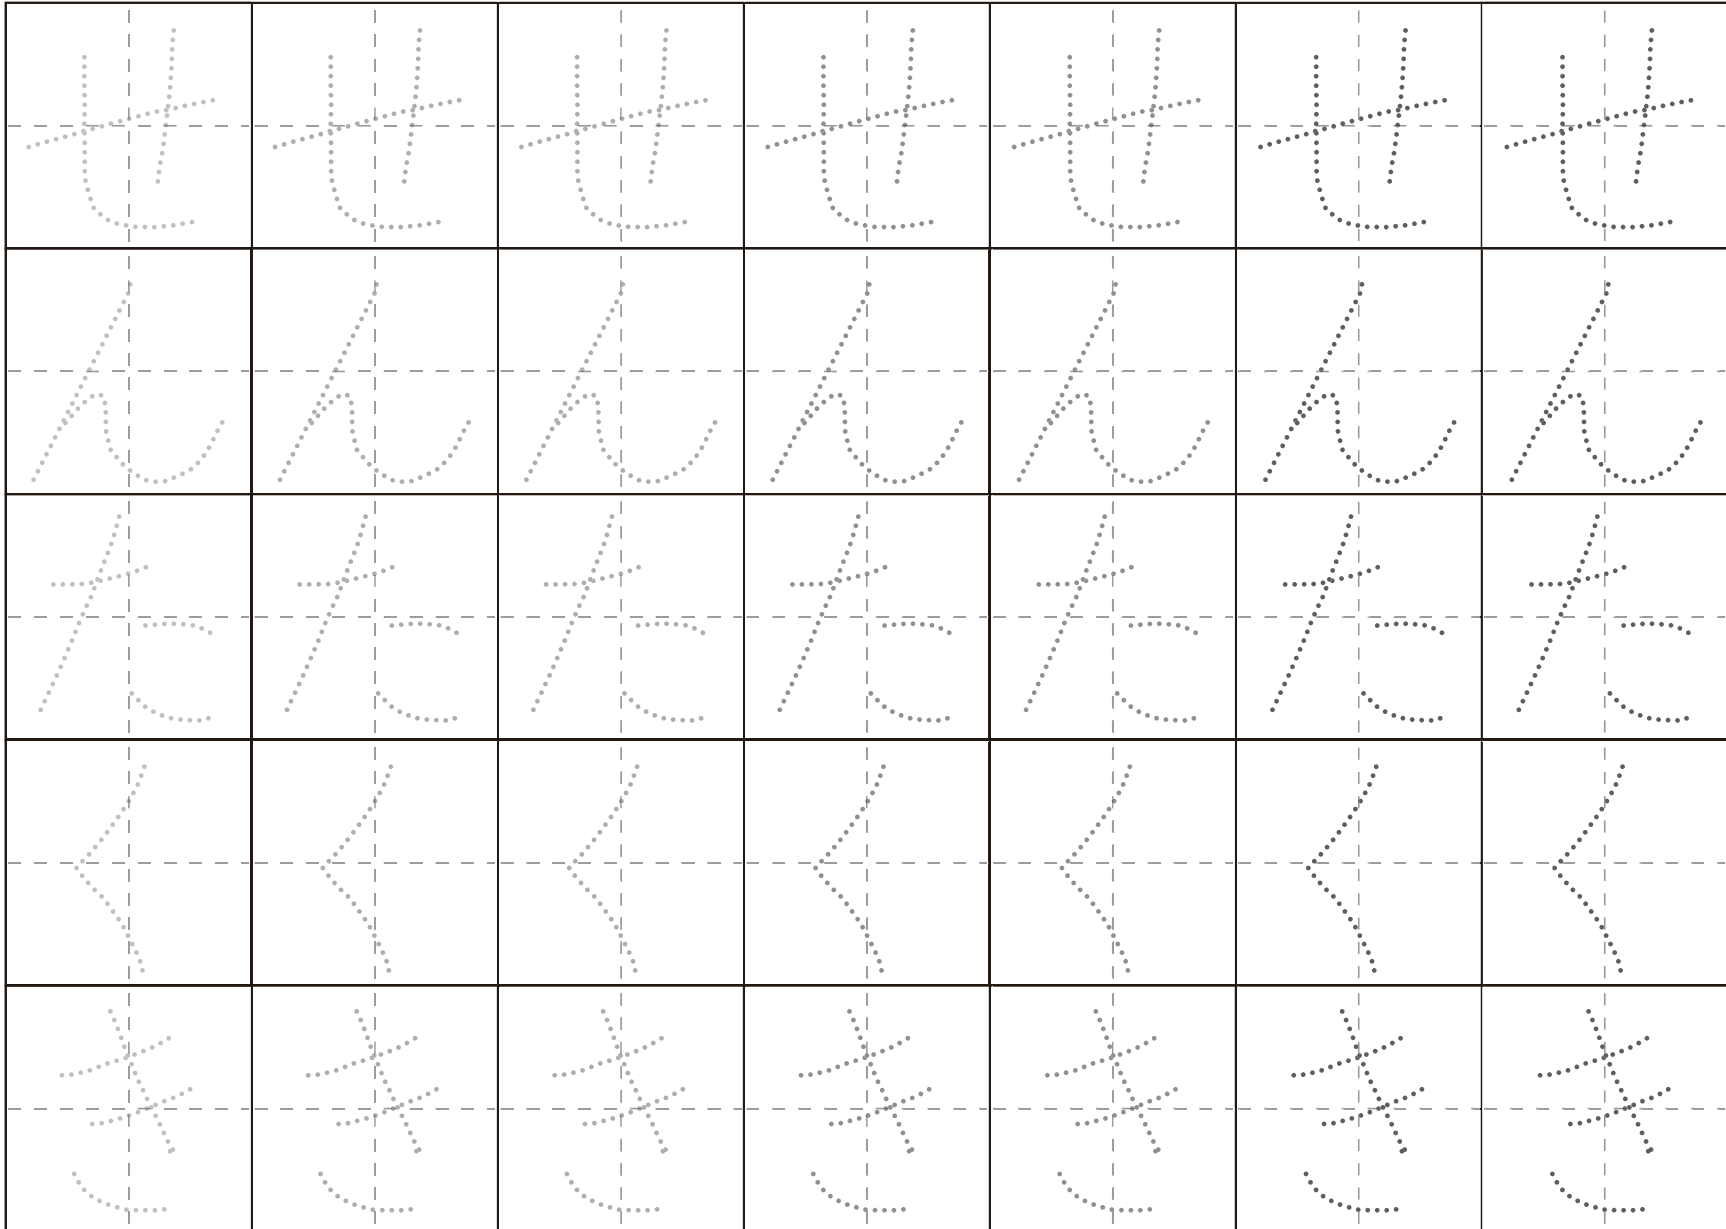 せ せ せ せ せ せ せ
ん ん ん ん ん ん ん
た た た た た た た
く く く く く く く
き き き き き き き